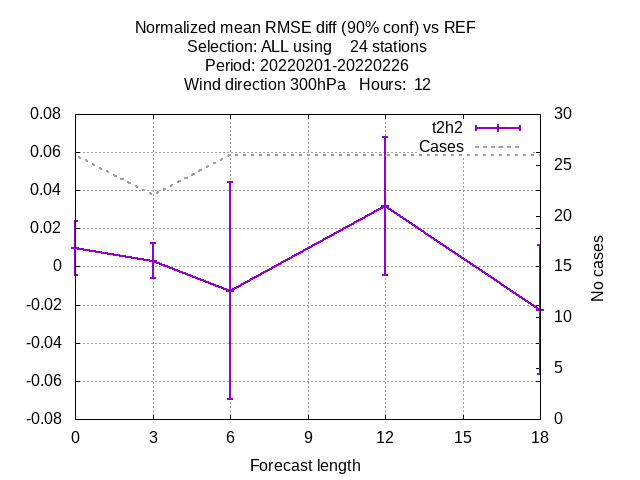 Normalized mean RMSE diff (90% conf) vs REF
Selection: ALL using 24 stations
Period: 20220201-20220226
Wind direction 300hPa Hours: 12
0.08
0.06
0.04
0.02
0
-0.02
-0.04
-0.06
-0.08
t2h2
Cases
30
25
20
15
10
5
0
No cases
0 3 6 9 12 15 18
Forecast length